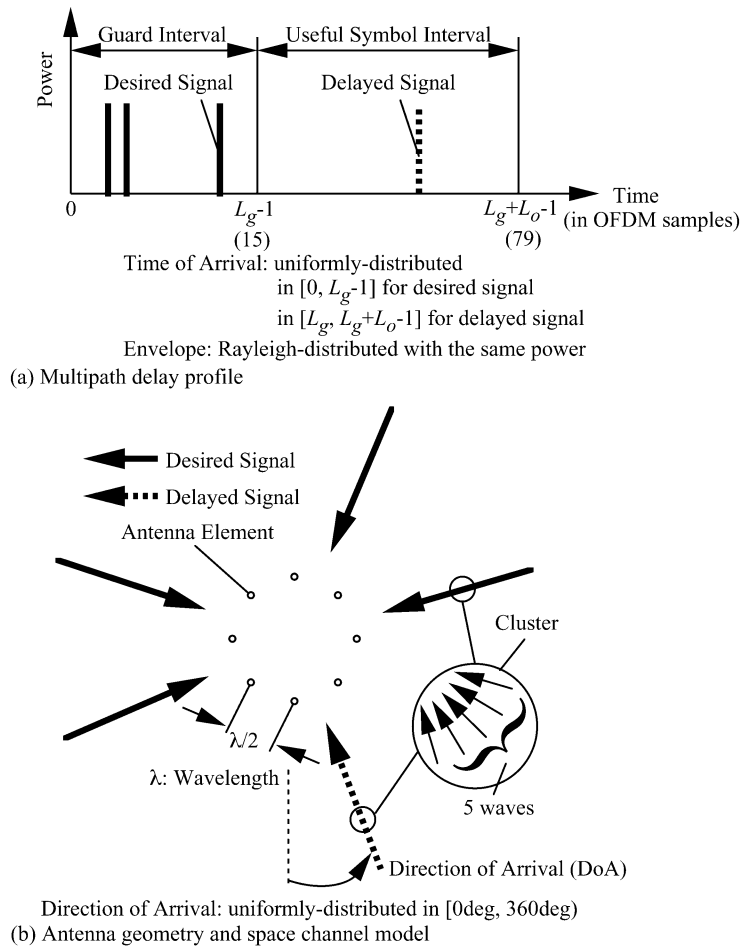 Guard Interval
Useful Symbol Interval
Power
Desired Signal
Delayed Signal
0
Lg-1
(15)
Lg+Lo-1
(79)
Time
(in OFDM samples)
Time of Arrival: uniformly-distributed
in [0, Lg-1] for desired signal
in [Lg, Lg+Lo-1] for delayed signal
Envelope: Rayleigh-distributed with the same power
(a) Multipath delay profile
Desired Signal
Delayed Signal
Antenna Element
Cluster
λ/2
λ: Wavelength
5 waves
Direction of Arrival (DoA)
Direction of Arrival: uniformly-distributed in [0deg, 360deg)
(b) Antenna geometry and space channel model